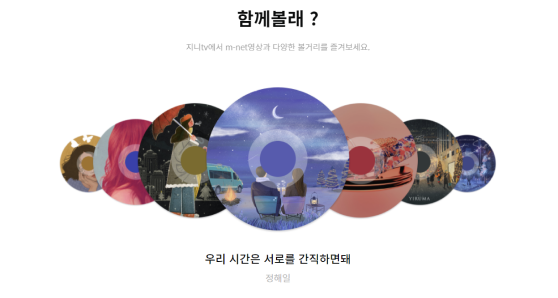 함께볼래 ?
지니tv에서 m-net영상과 다양한 볼거리를 즐겨보세요.
YIRUMA
우리 시간은 서로를 간직하면돼
정해일